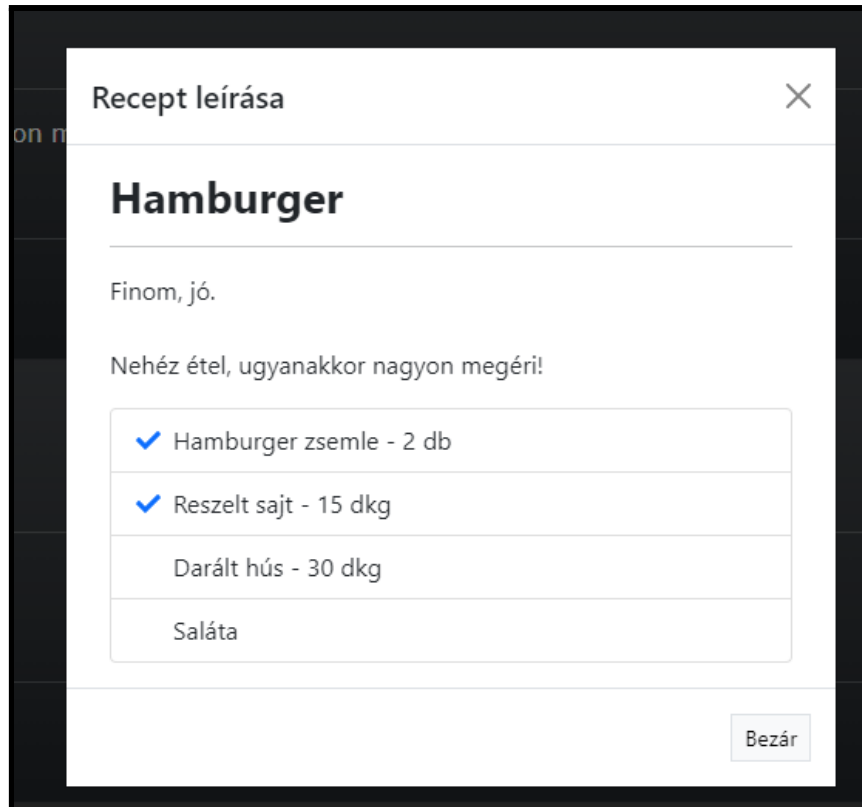 Recept leírása
on m
Hamburger
Finom, jó.
Nehéz étel, ugyanakkor nagyon megéri!
Hamburger zsemle - 2 db
Reszelt sajt - 15 dkg
Darált hús - 30 dkg
Saláta
Bezár